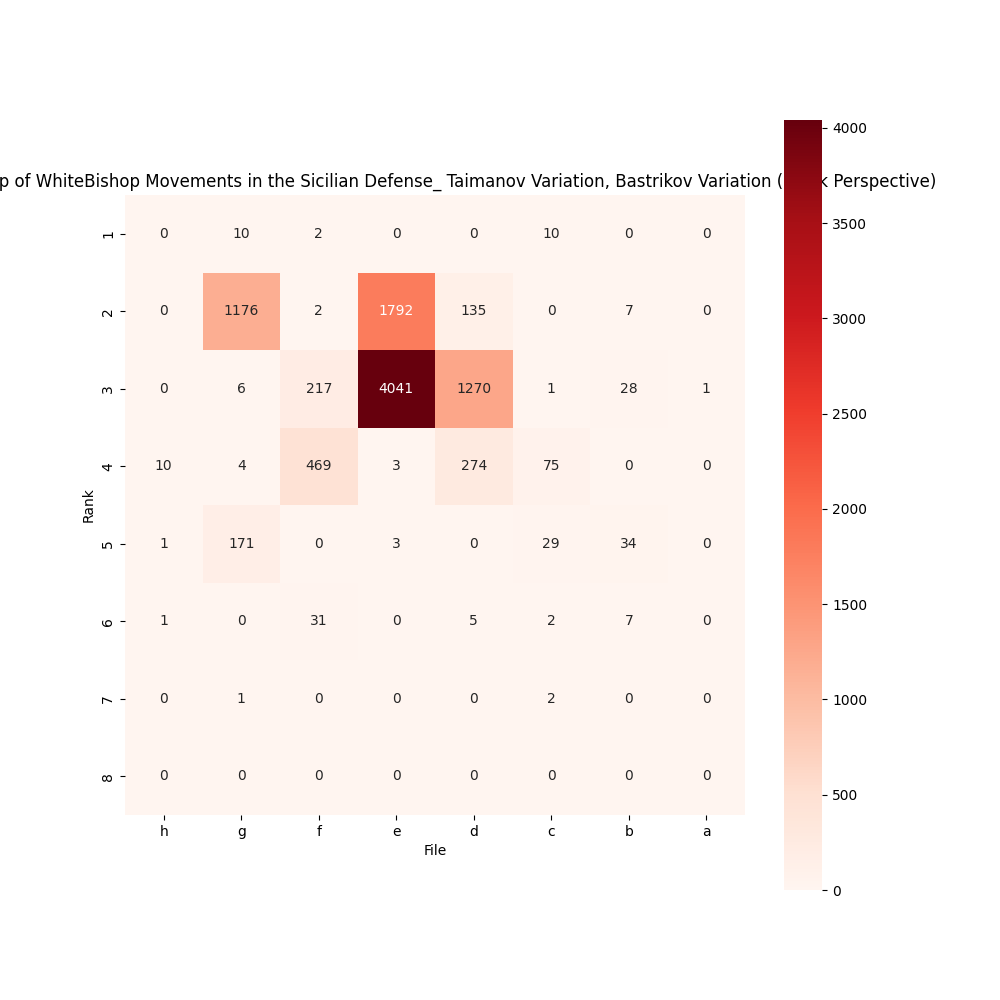 p of WhiteBishop Movements in the Sicilian Defense_ Taimanov Variation, Bastrikov Variation ( k Perspective)
4000
3500
3000
2500
2000
1500
1000
500
0
Rank
1 0 10 2 0 0 10 0 0
2 0 1176 2 1792 135 0 7 0
3 0 6 217 4041 1270 1 28 1
4 10 4 469 3 274 75 0 0
5 1 171 0 3 0 29 34 0
6 1 0 31 0 5 2 7 0
7 0 1 0 0 0 2 0 0
8 0 0 0 0 0 0 0 0
h g f e d c b a
File